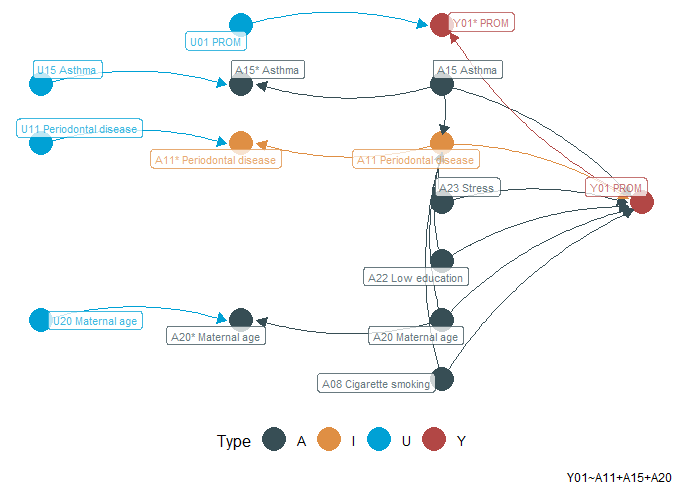 Y01* PROM
U01 PROM
U15 Asthma
A15* Asthma
A15 Asthma
U11 Periodontal disease
A11* Periodontal disease
A11 Periodontal disease
A23 Stress
Y01 PROM
A22 Low education
U20 Maternal age
A20* Maternal age
A20 Maternal age
A08 Cigarette smoking
Type A I U Y
Y01~A11+A15+A20